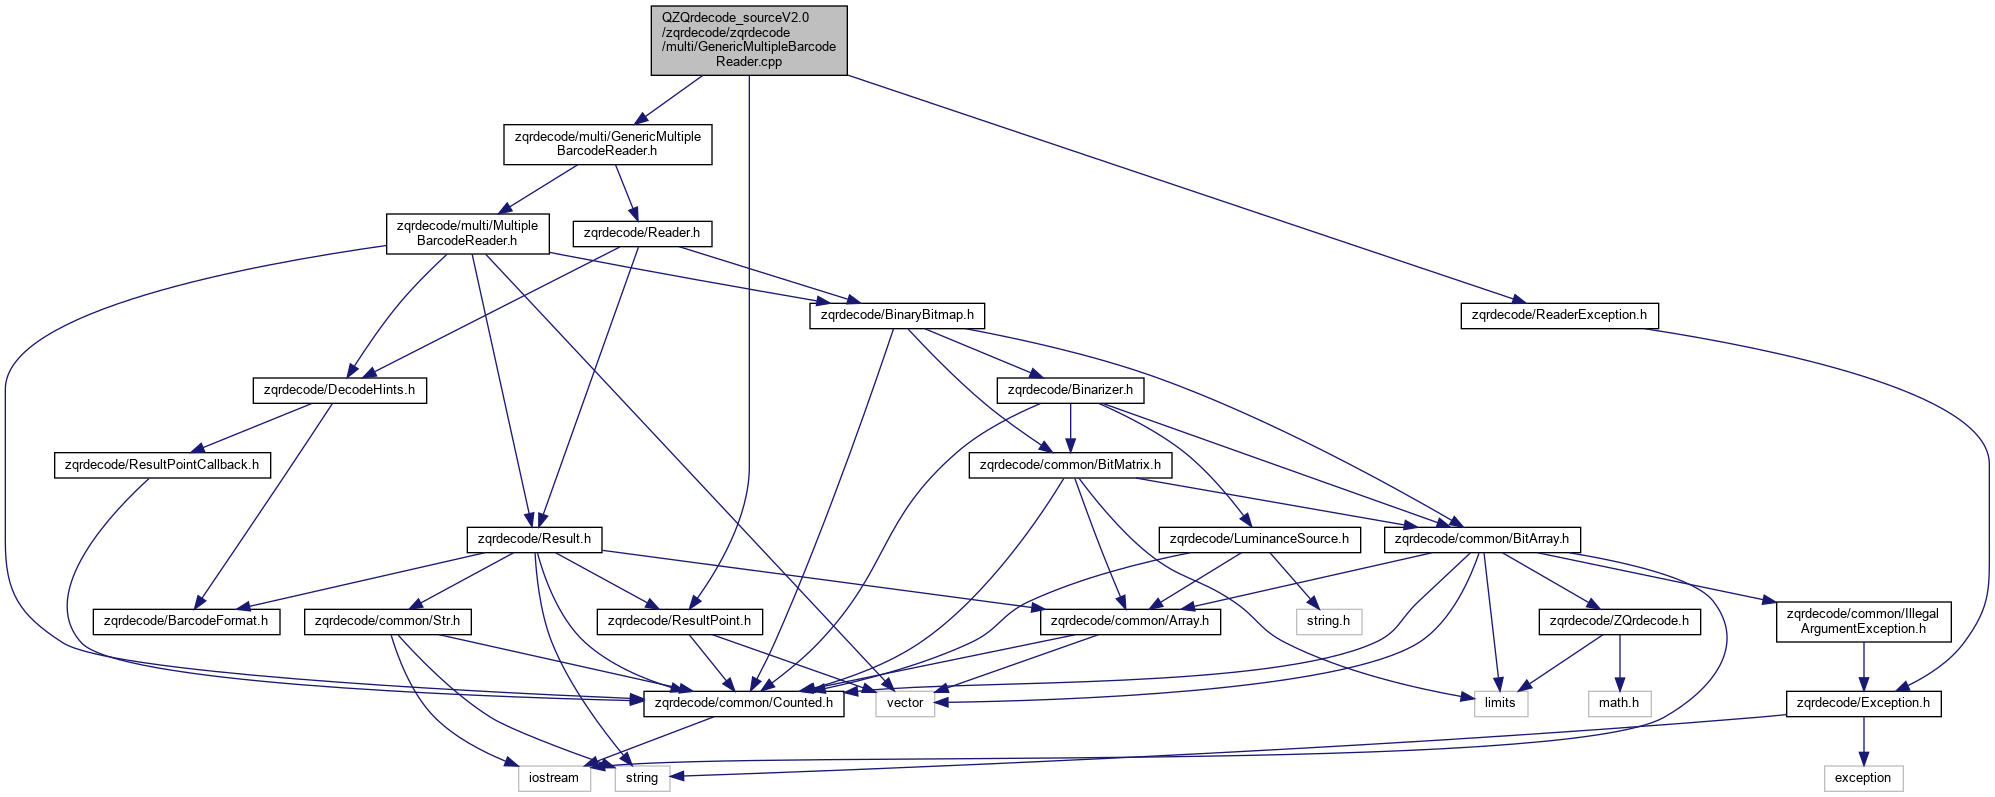 QZQrdecode_sourceV2.0
/zqrdecode/zqrdecode
/multi/GenericMultipleBarcode
Reader.cpp
zqrdecode/multi/GenericMultiple
BarcodeReader.h
zqrdecode/multi/Multiple
BarcodeReader.h
zqrdecode/Reader.h
zqrdecode/BinaryBitmap.h
zqrdecode/ReaderException.h
zqrdecode/DecodeHints.h
zqrdecode/Binarizer.h
zqrdecode/ResultPointCallback.h
zqrdecode/common/BitMatrix.h
zqrdecode/Result.h
zqrdecode/LuminanceSource.h
zqrdecode/common/BitArray.h
zqrdecode/BarcodeFormat.h
zqrdecode/common/Str.h
zqrdecode/ResultPoint.h
zqrdecode/common/Array.h
string.h
zqrdecode/ZQrdecode.h
zqrdecode/common/Illegal
ArgumentException.h
zqrdecode/common/Counted.h
vector
limits
math.h
zqrdecode/Exception.h
iostream
string
exception